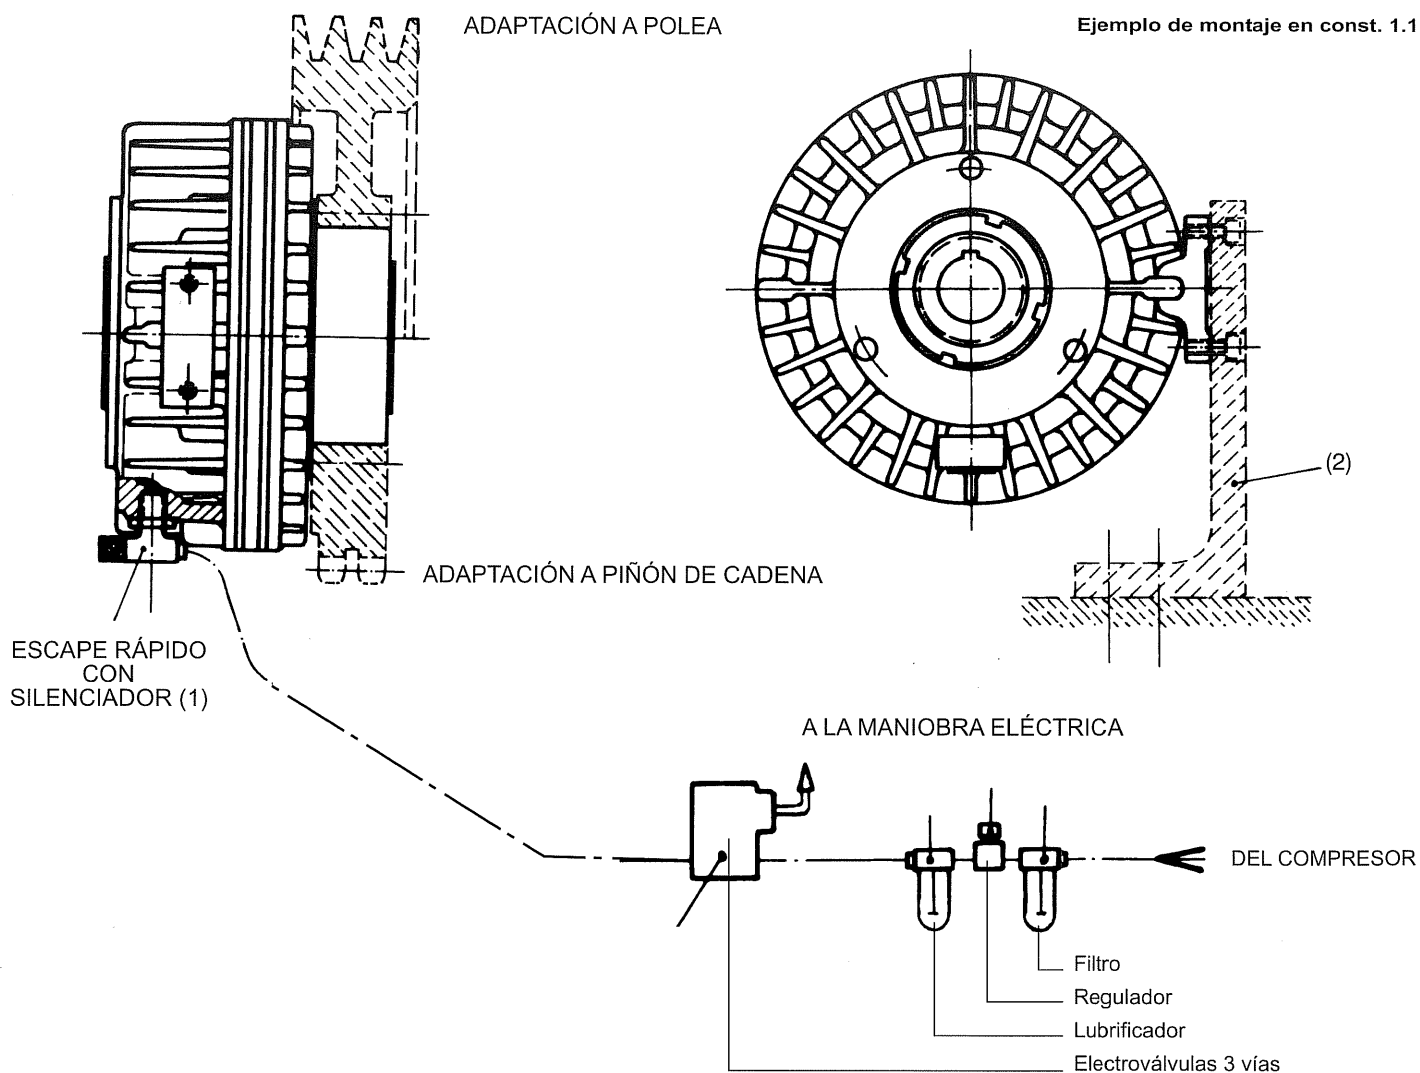 ADAPTACIÓN A POLEA
Ejemplo de montaje en const. 1.1
(2)
ADAPTACIÓN A PIÑÓN DE CADENA
ESCAPE RÁPIDO
CON
SILENCIADOR (1)
A LA MANIOBRA ELÉCTRICA
DEL COMPRESOR
Filtro
Regulador
Lubrificador
Electroválvulas 3 vías